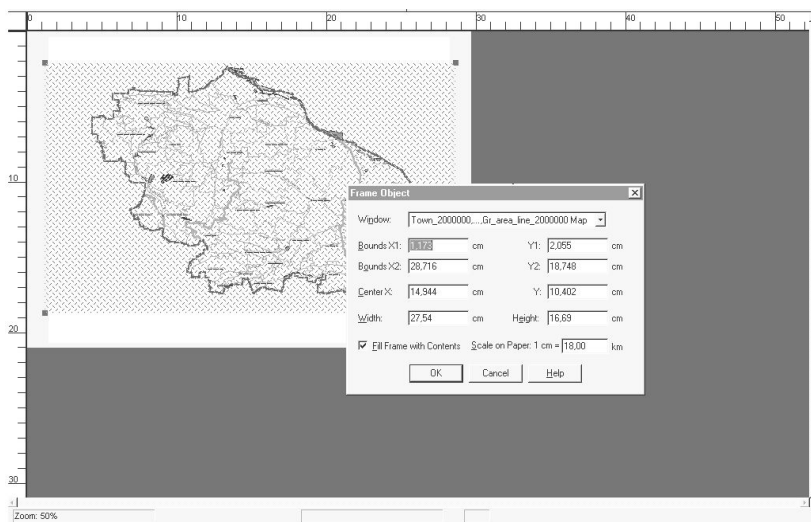 0 10 20 30 40 50
10
20
30
Frame Object
Window: Town_2000000,...,Gr_area_line_2000000 Map
Bounds X1: 1,173 cm Y1: 2,055 cm
Bounds X2: 28,716 cm Y2: 18,748 cm
Center X: 14,944 cm Y: 10,402 cm
Width: 27,54 cm Height: 16,69 cm
Fill Frame with Contents Scale on Paper: 1 cm = 18,00 km
OK Cancel Help
Zoom: 50%